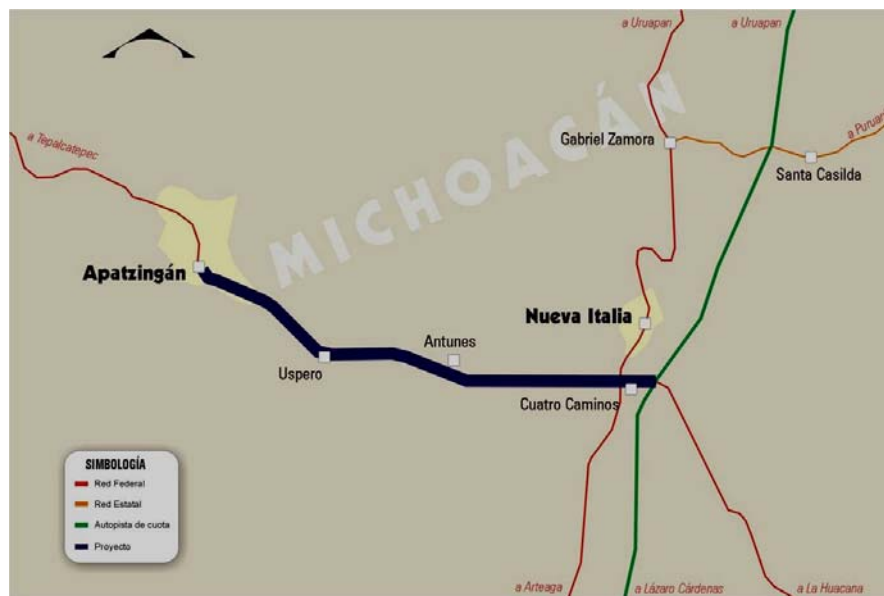 a Uruapan
a Uruapan
a Tepalcatepec
MICHOACÁN
Gabriel Zamora
a Puruarán
Santa Casilda
Apatzingán
Nueva Italia
Antunes
Uspero
Cuatro Caminos
SIMBOLOGÍA
Red Federal
Red Estatal
Autopista de cuota
Proyecto
a Arteaga
a Lázaro Cárdenas
a La Huacana